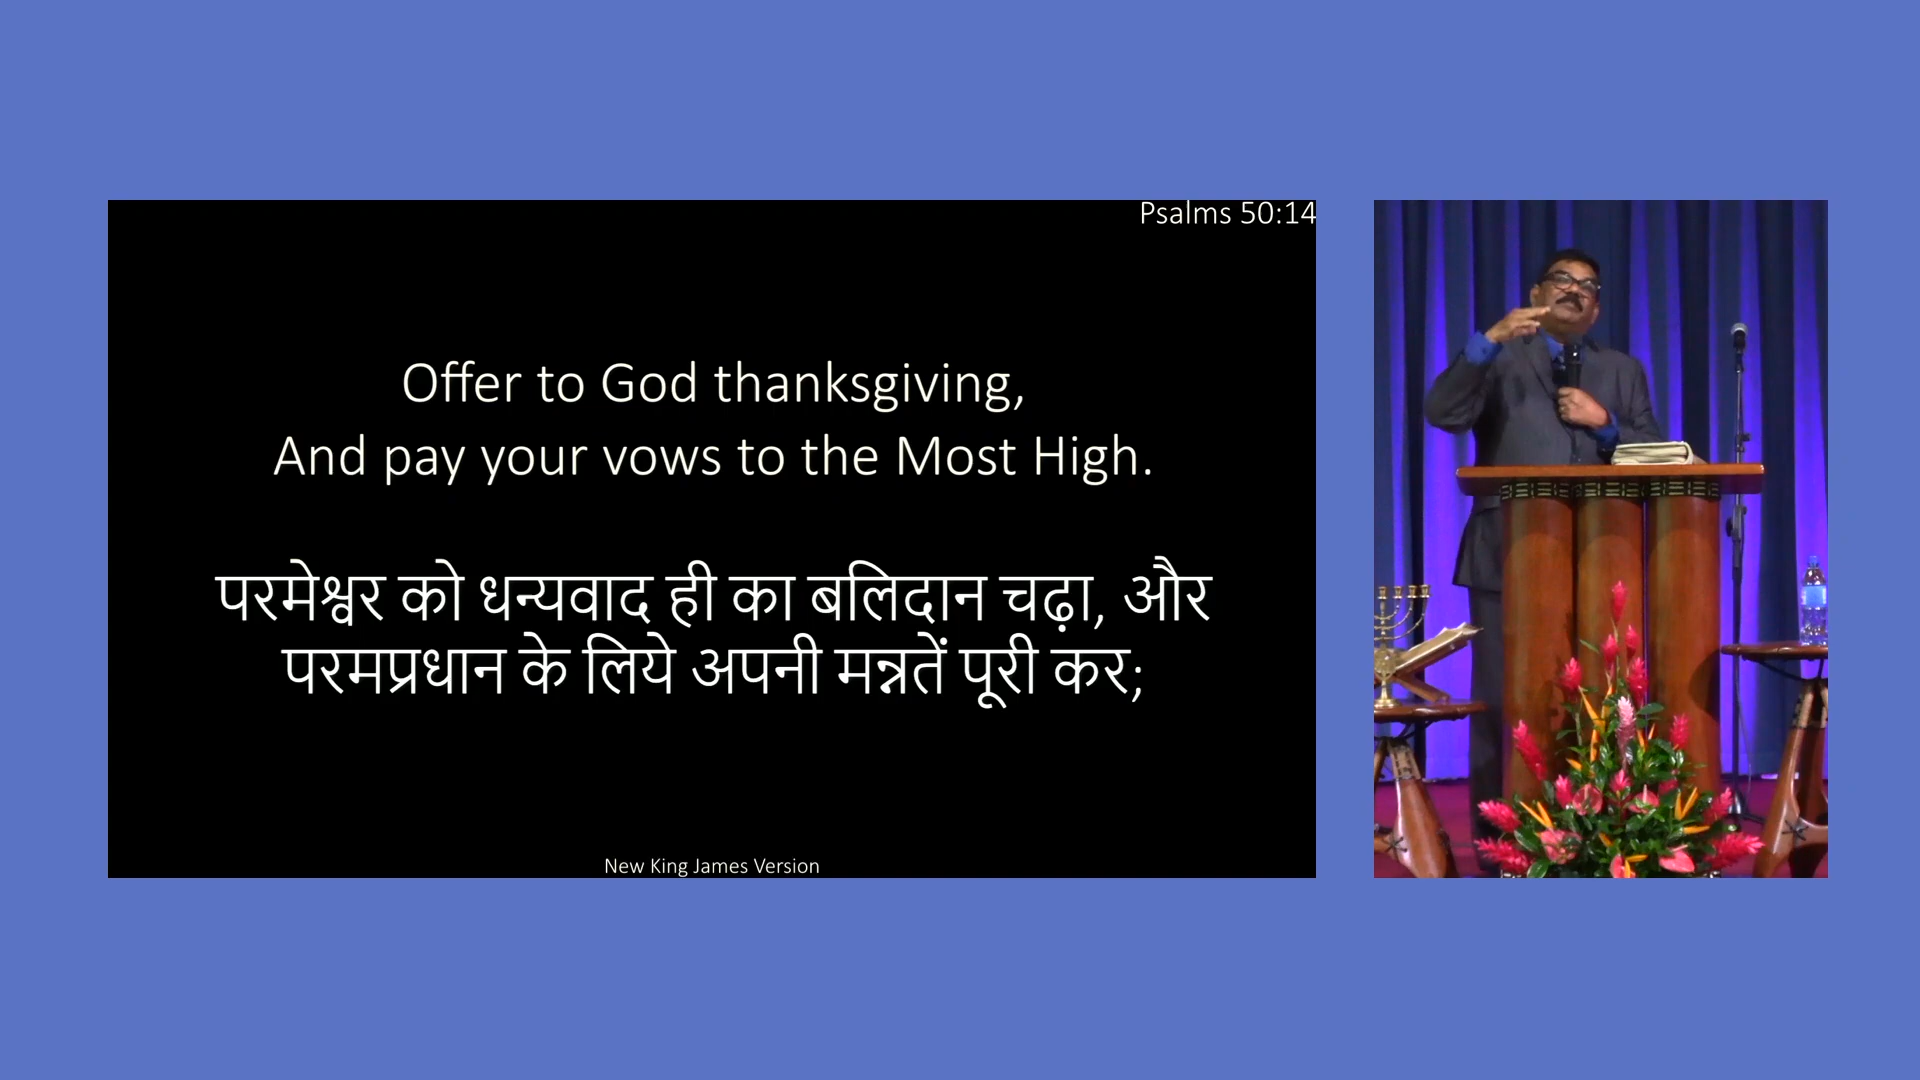 Psalms 50:14
Offer to God thanksgiving,
And pay your vows to the Most High.
परमेश्वर को धन्यवाद ही का बलिदान चढ़ा, और
परमप्रधान के लिये अपनी मन्नतें पूरी कर;
New King James Version